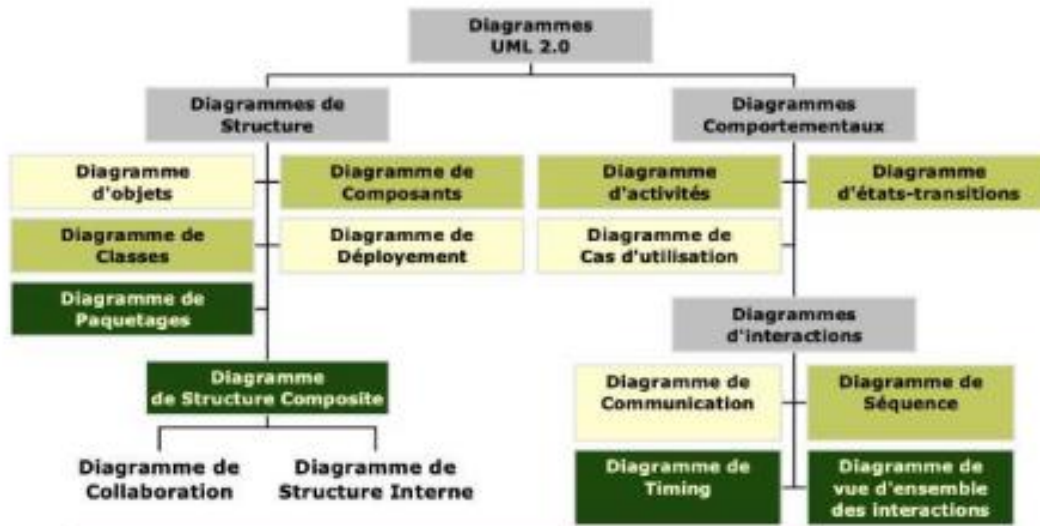 Diagrammes
UML 2.0
Diagrammes de
Structure
Diagrammes
Comportementaux
Diagramme
d'objets
Diagramme de
Composants
Diagramme
d'activités
Diagramme
d'états-transitions
Diagramme de
Classes
Diagramme de
Déployement
Diagramme de
Cas d'utilisation
Diagramme de
Paquetages
Diagrammes
d'interactions
Diagramme
de Structure Composite
Diagramme de
Communication
Diagramme de
Séquence
Diagramme de
Collaboration
Diagramme de
Structure Interne
Diagramme de
Timing
Diagramme de
vue d'ensemble
des interactions